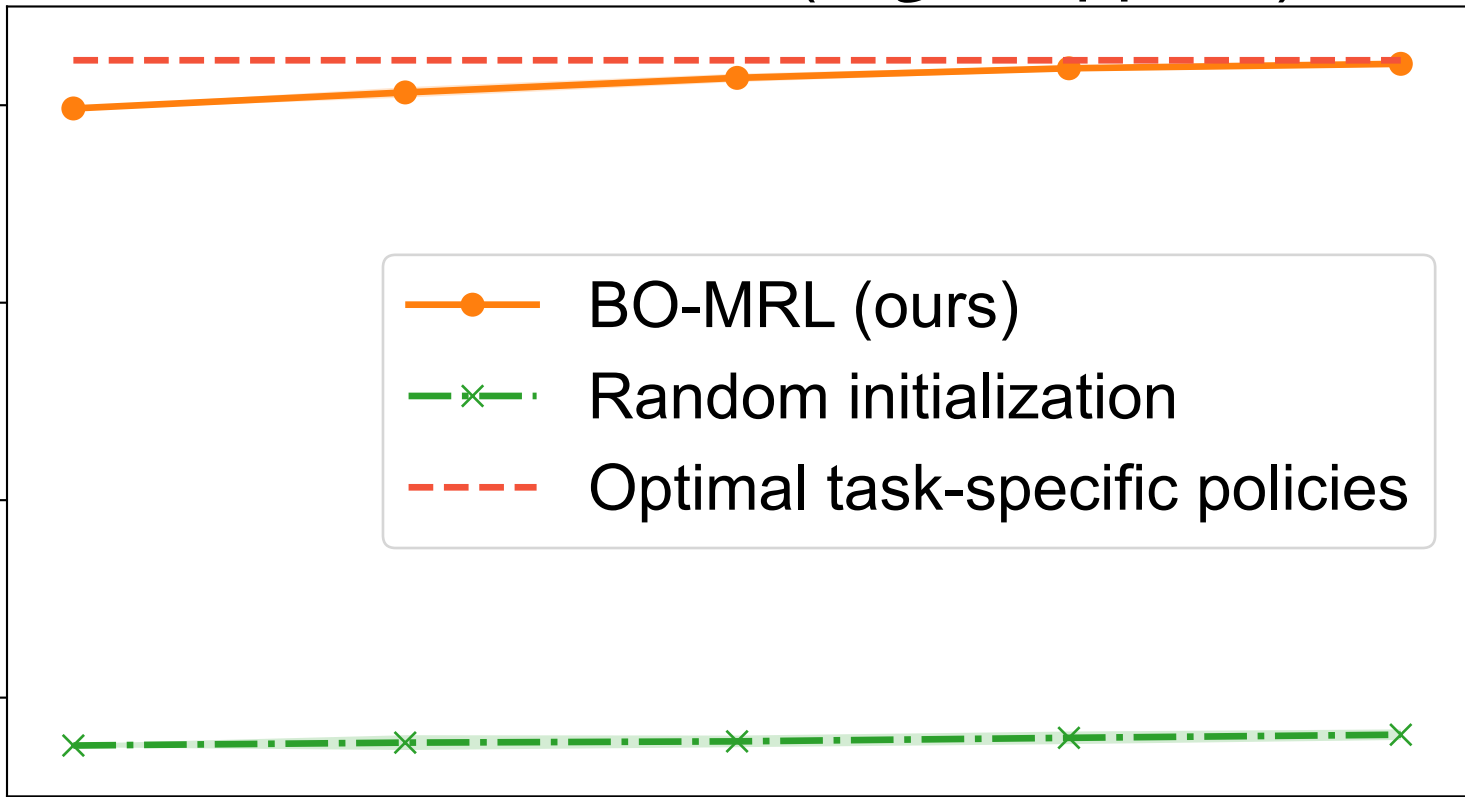 BO-MRL (ours)
Random initialization
Optimal task-specific policies